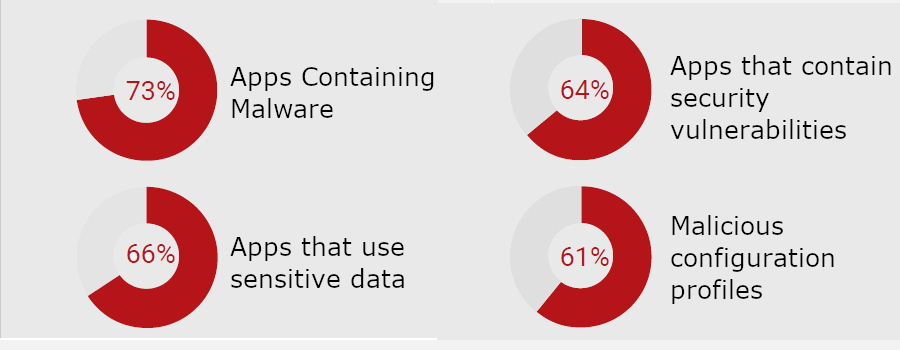 73%
Apps Containing
Malware
64%
Apps that contain
security
vulnerabilities
66%
Apps that use
sensitive data
61%
Malicious
configuration
profiles